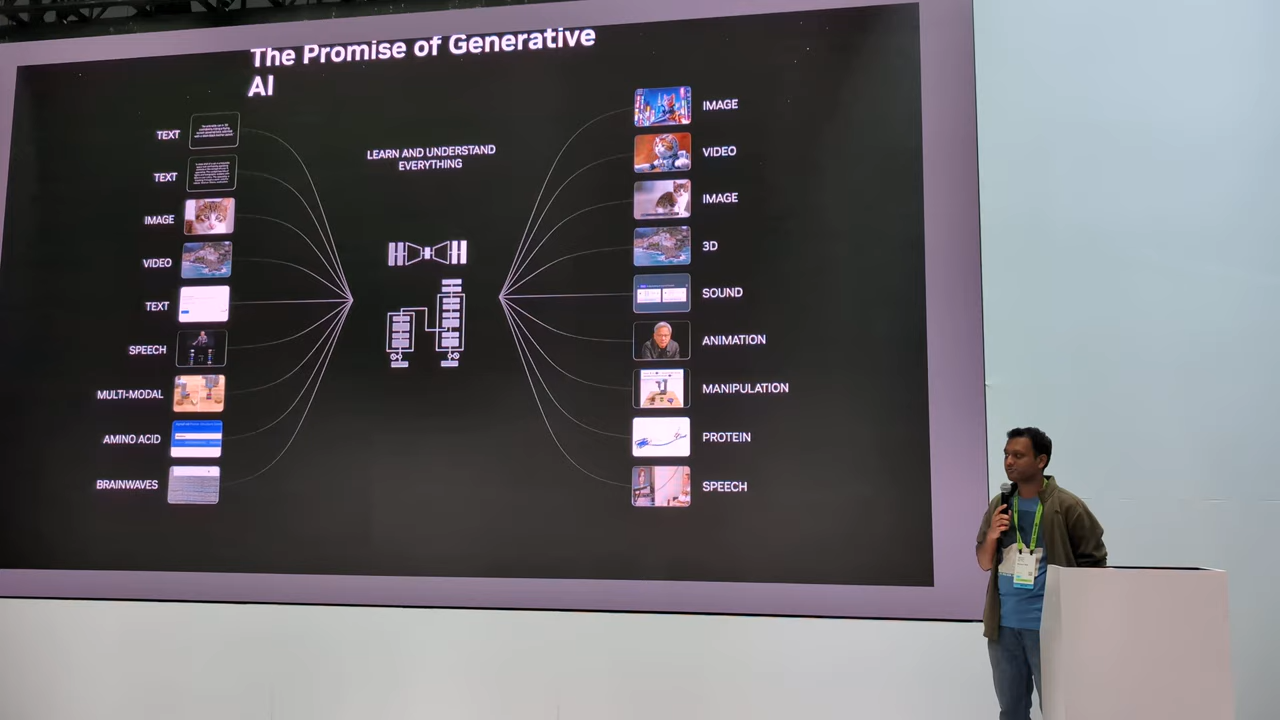 The Promise of Generative
AI
TEXT
TEXT
IMAGE
VIDEO
TEXT
SPEECH
MULTI-MODAL
AMINO ACID
BRAINWAVES
LEARN AND UNDERSTAND
EVERYTHING
IMAGE
VIDEO
IMAGE
3D
SOUND
ANIMATION
MANIPULATION
PROTEIN
SPEECH